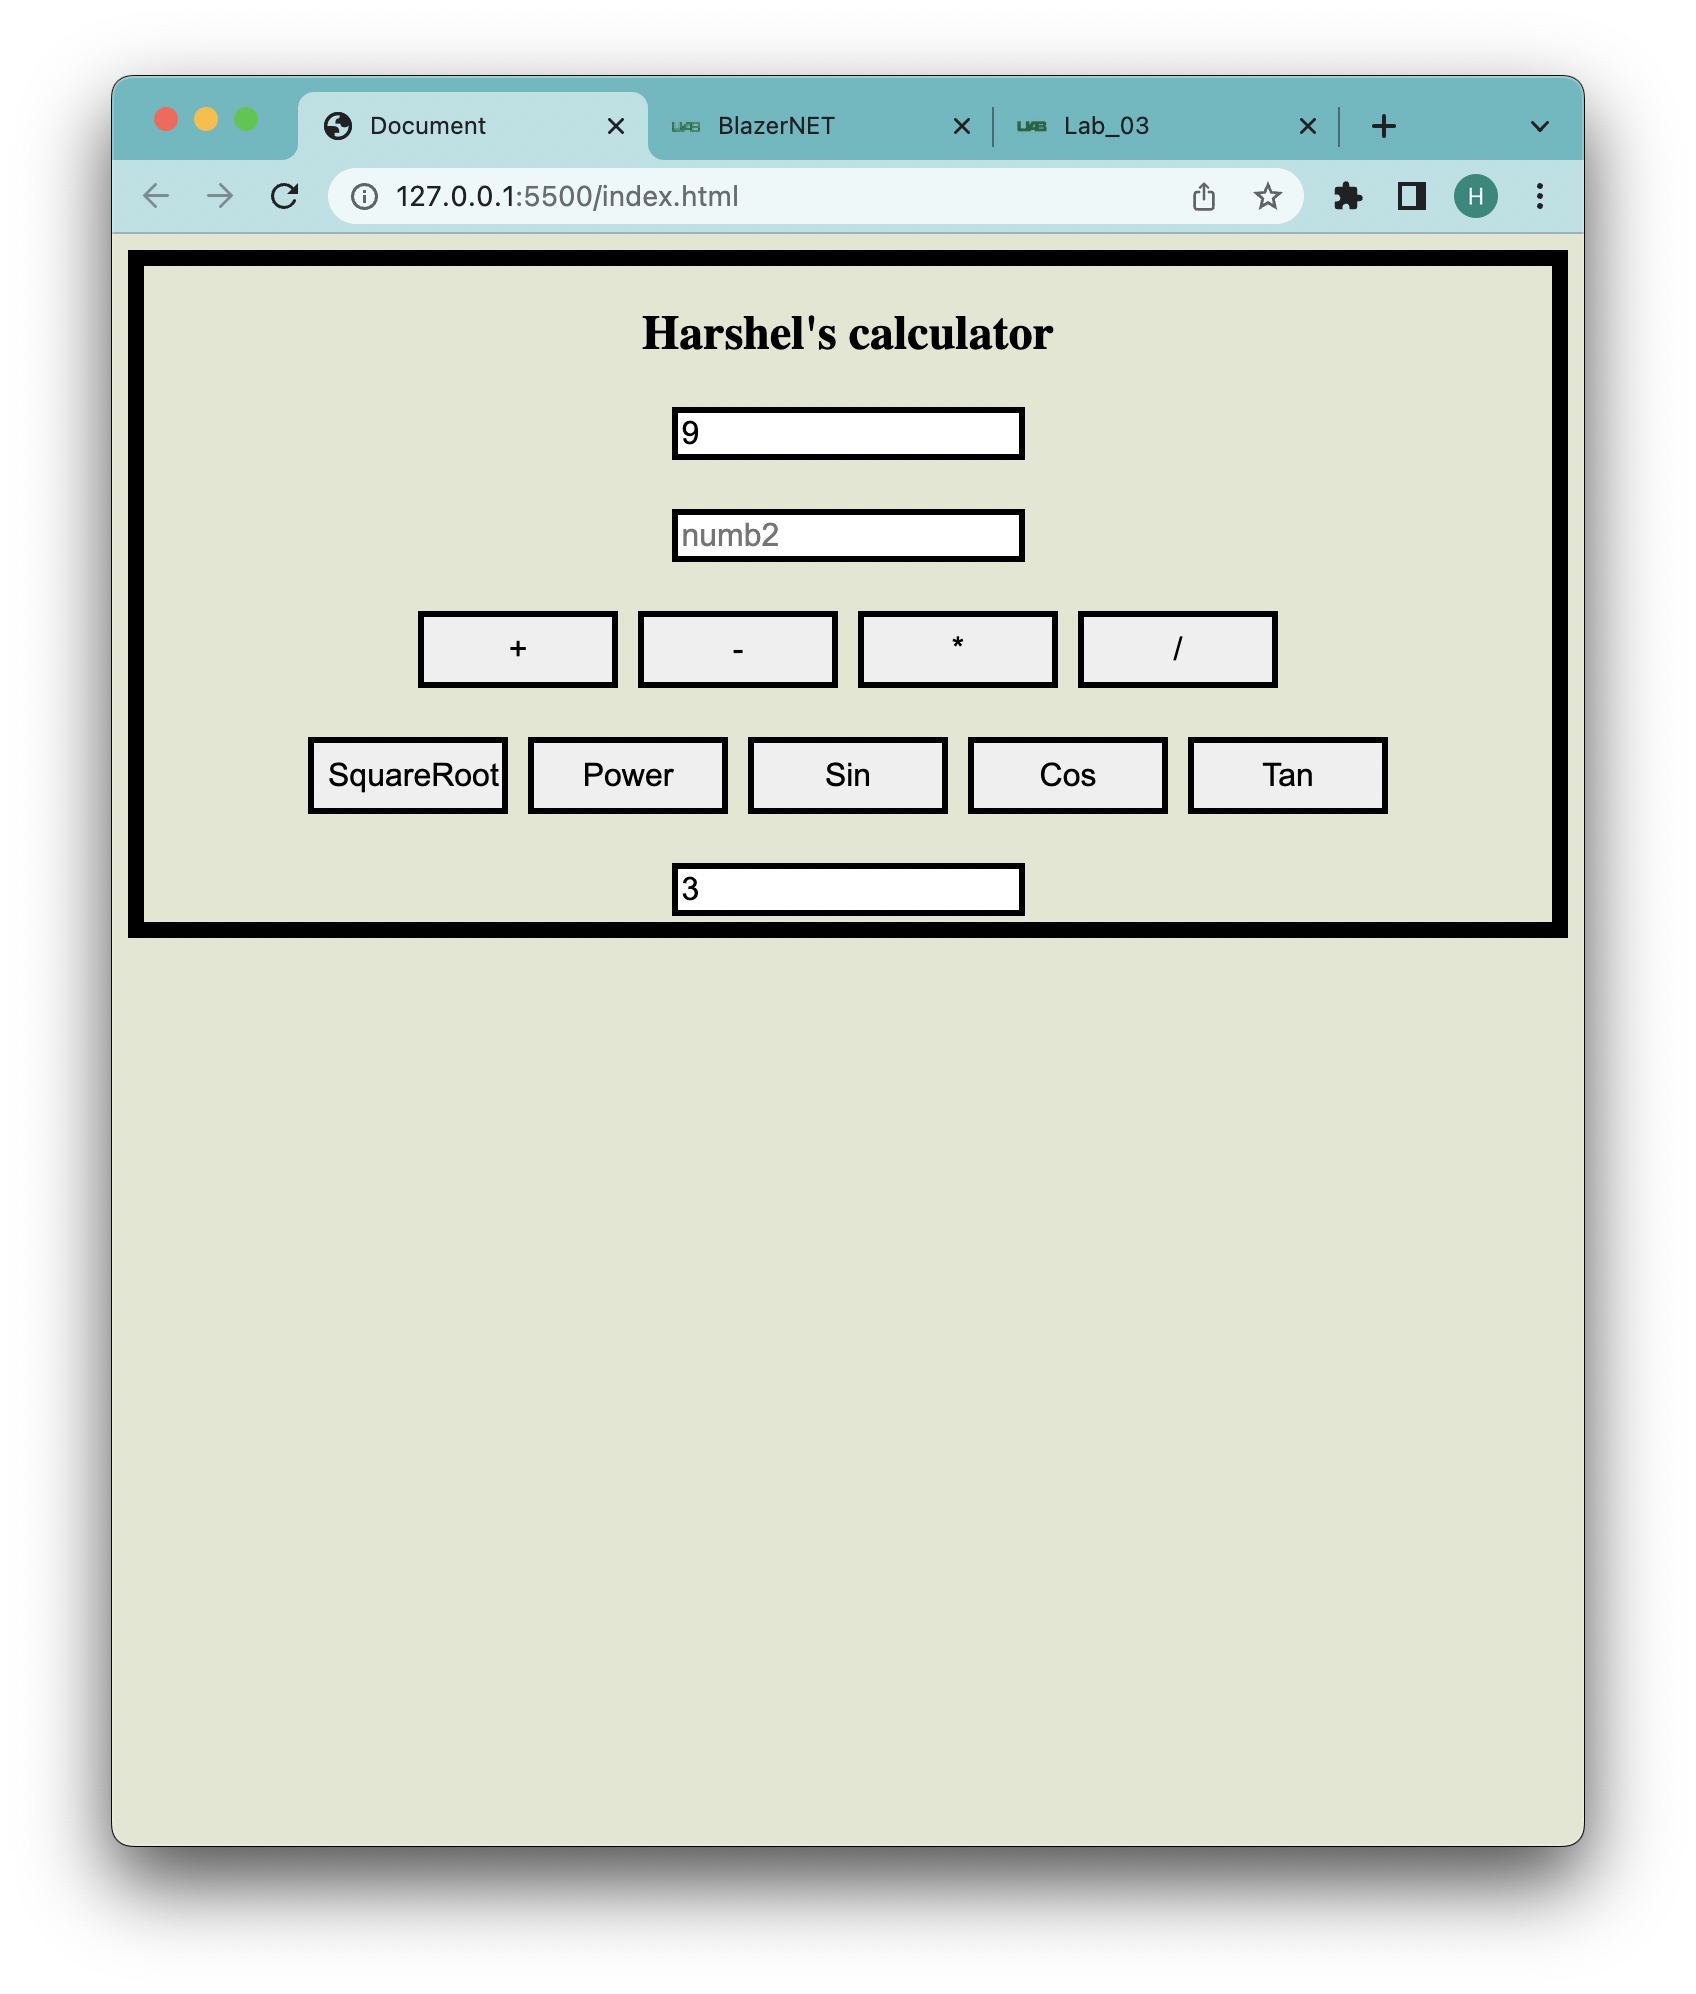 Document
UAB BlazerNET
UAB Lab_03
127.0.0.1:5500/index.html
H
Harshel's calculator
9
numb2
+ - * /
SquareRoot Power Sin Cos Tan
3